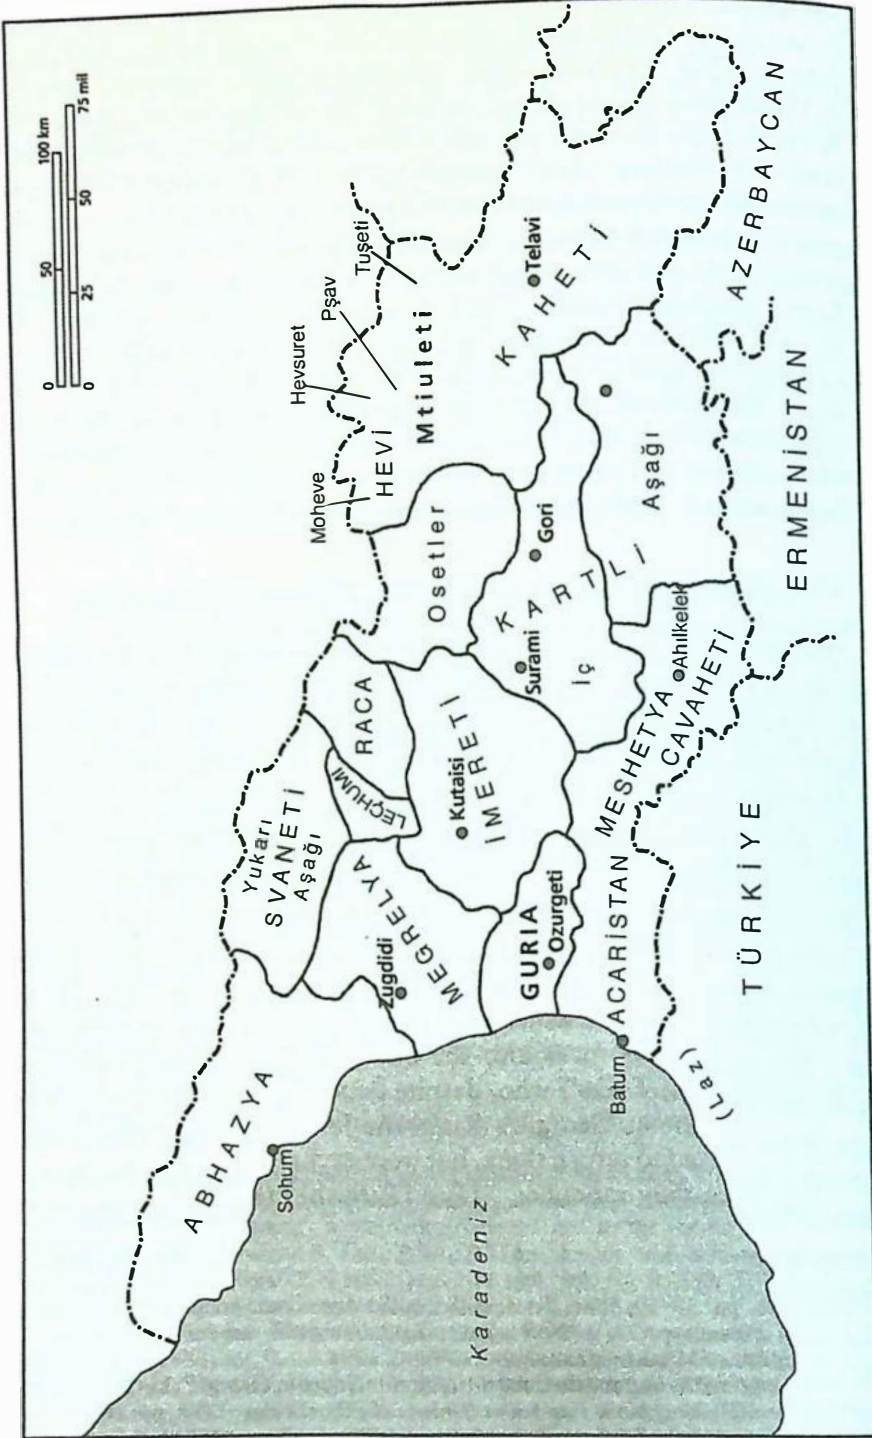 0
50
100 km
0
25
50
75 mil
Moheve
Hevsuret
Pşav
Tuşeti
HEVİ
Mtiuleti
Osetler
ABHAZYA
Sohum
Yukarı
SVANETİ
Aşağı
RACA
LEÇHUMI
MEGRELYA
Zugdidi
Kutaisi
İMERETİ
Surami
Gori
KARTLİ
İç
Aşağı
Telavi
KAHETİ
GURIA
Ozurgeti
Batum
ACARİSTAN
MESHETYA
CAVAHETİ
Ahılkelek
(Laz)
Karadeniz
TÜRKİYE
ERMENİSTAN
AZERBAYCAN